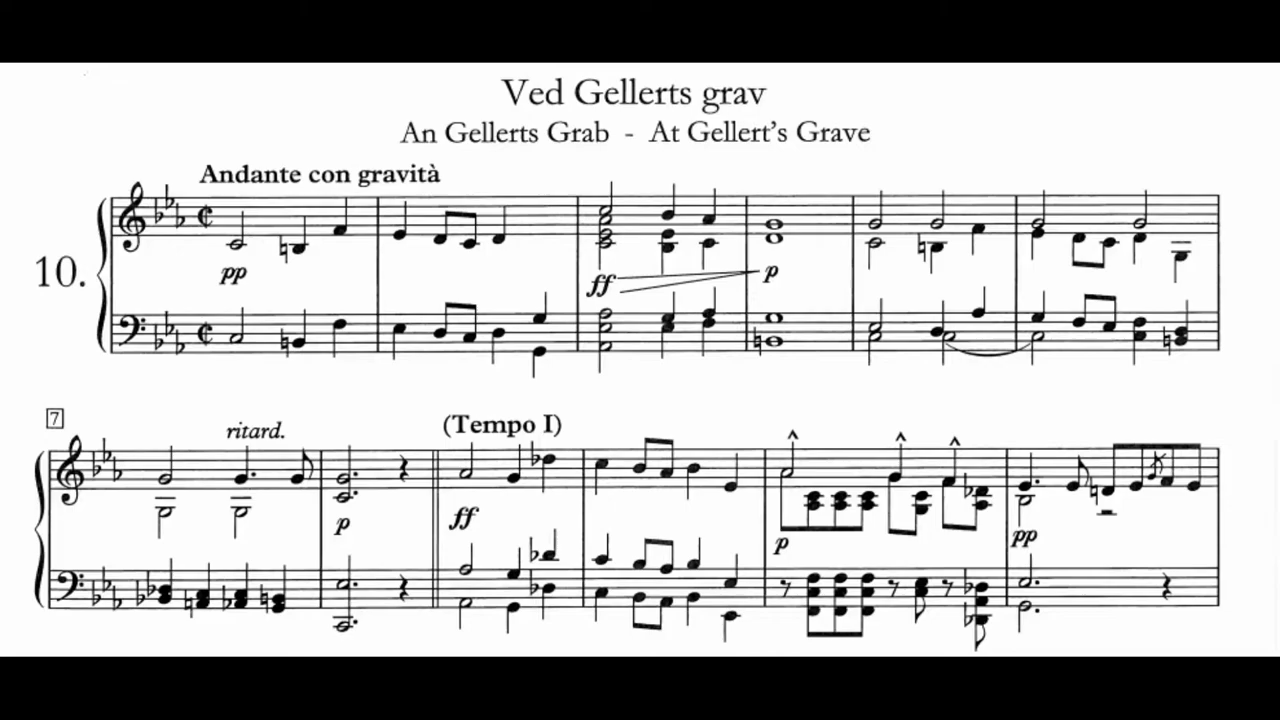 Ved Gellerts grav
An Gellerts Grab - At Gellert's Grave
Andante con gravità
10.
pp
ff
p
7
ritard.
(Tempo I)
p
ff
p
pp